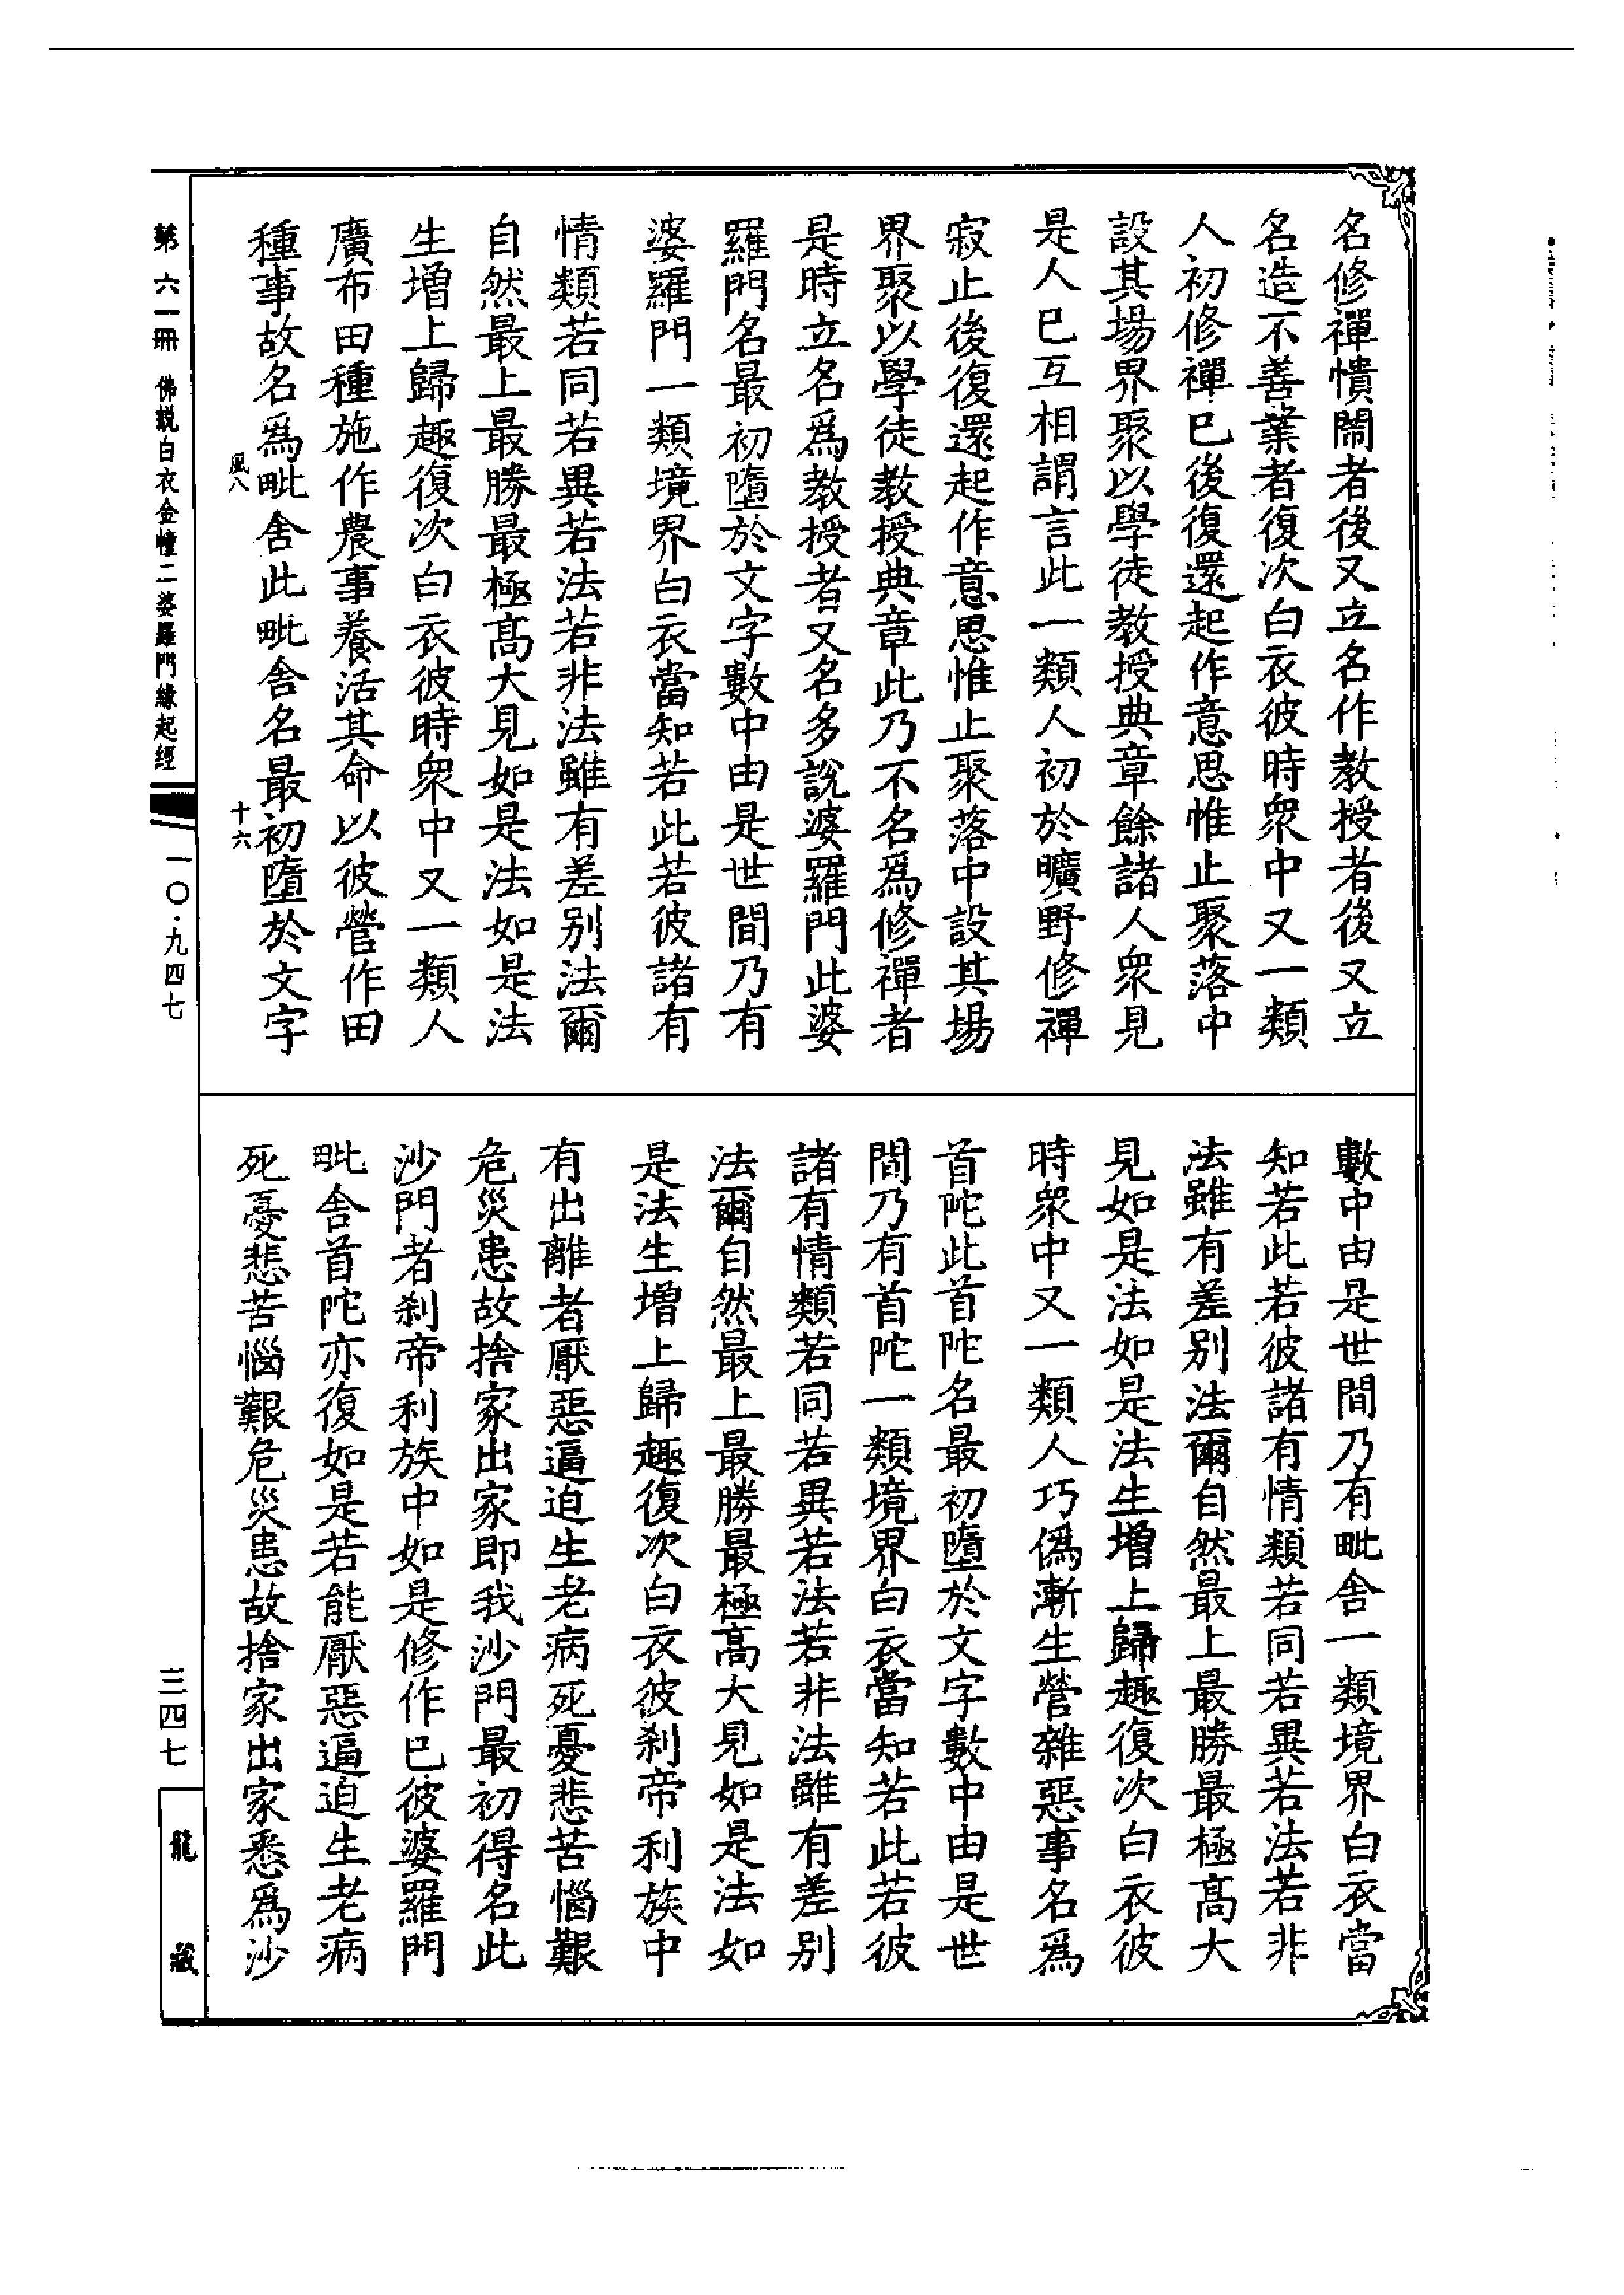 名修禪憒閙者後又立名作教授者後又立
名造不善業者復次白衣彼時衆中又一類
人初修禪已後復還起作意思惟止聚落中
設其場界聚以學徒教授典章餘諸人衆見
是人已互相謂言此一類人初於曠野修禪
寂止後復還起作意思惟止聚落中設其場
界聚以學徒教授典章此乃不名爲修禪者
是時立名爲教授者又名多說婆羅門此婆
羅門名最初墮於文字數中由是世間乃有
婆羅門一類境界白衣當知若此若彼諸有
情類若同若異若法若非法雖有差别法爾
自然最上最勝最極高大見如是法如是法
生增上歸趣復次白衣彼時衆中又一類人
廣布田種施作農事養活其命以彼營作田
種事故名爲毗舍此毗舍名最初墮於文字
風八 十六
數中由是世間乃有毗舍一類境界白衣當
知若此若彼諸有情類若同若異若法若非
法雖有差别法爾自然最上最勝最極高大
見如是法如是法生增上歸趣復次白衣彼
時衆中又一類人巧僞漸生營雜惡事名爲
首陀此首陀名最初墮於文字數中由是世
間乃有首陀一類境界白衣當知若此若彼
諸有情類若同若異若法若非法雖有差别
法爾自然最上最勝最極高大見如是法如
是法生增上歸趣復次白衣彼刹帝利族中
有出離者厭惡逼迫生老病死憂悲苦惱艱
危災患故捨家出家即我沙門最初得名此
沙門者刹帝利族中如是修作已彼婆羅門
毗舍首陀亦復如是若能厭惡逼迫生老病
死憂悲苦惱艱危災患故捨家出家悉爲沙
第六一冊 佛説白衣金幢二婆羅門緣起經
一〇·九四七
三四七
龍藏